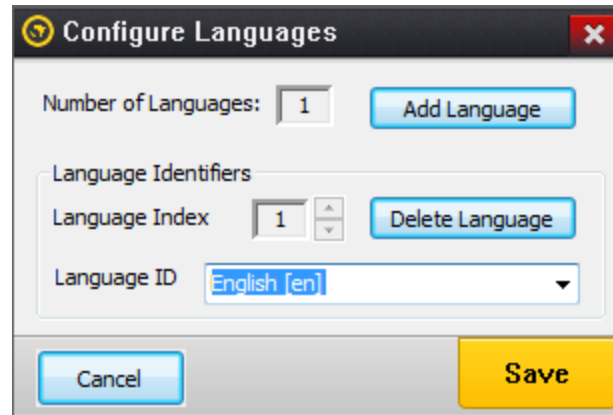 Configure Languages
Number of Languages: 1 Add Language
Language Identifiers
Language Index 1 Delete Language
Language ID English [en]
Cancel Save